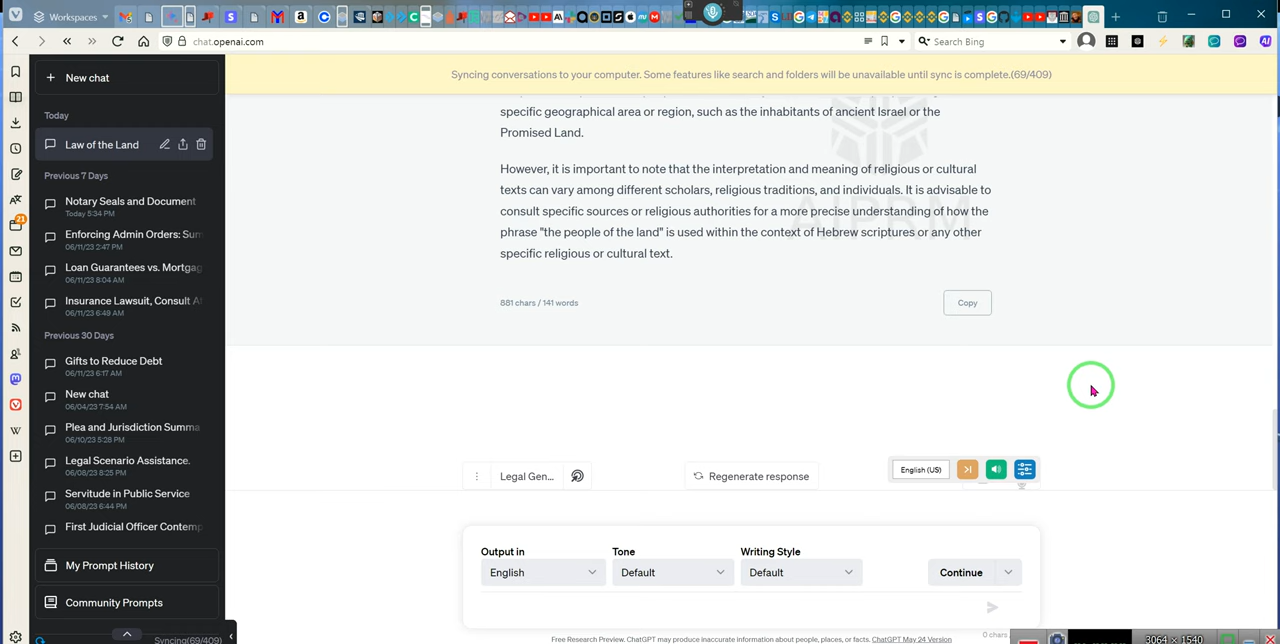 Workspaces
chat.openai.com
Search Bing
New chat
Syncing conversations to your computer. Some features like search and folders will be unavailable until sync is complete.(69/409)
Today
Law of the Land
Previous 7 Days
Notary Seals and Document
Today 5:34 PM
21
Enforcing Admin Orders: Sum
06/11/23 2:47 PM
Loan Guarantees vs. Mortgag
06/11/23 8:04 AM
Insurance Lawsuit, Consult A
06/11/23 6:49 AM
Previous 30 Days
Gifts to Reduce Debt
06/11/23 6:17 AM
New chat
06/04/23 7:54 AM
Plea and Jurisdiction Summa
06/10/23 5:28 PM
Legal Scenario Assistance.
06/08/23 8:25 PM
Servitude in Public Service
06/08/23 6:44 PM
First Judicial Officer Contemp
My Prompt History
Community Prompts
Syncing(69/409)
specific geographical area or region, such as the inhabitants of ancient Israel or the
Promised Land.
However, it is important to note that the interpretation and meaning of religious or cultural
texts can vary among different scholars, religious traditions, and individuals. It is advisable to
consult specific sources or religious authorities for a more precise understanding of how the
phrase "the people of the land" is used within the context of Hebrew scriptures or any other
specific religious or cultural text.
AIPRM
881 chars / 141 words
Copy
Legal Gen...
Regenerate response
English (US)
Output in
Tone
Writing Style
English
Default
Default
Continue
0 chars
Free Research Preview. ChatGPT may produce inaccurate information about people, places, or facts. ChatGPT May 24 Version
3064 × 1540